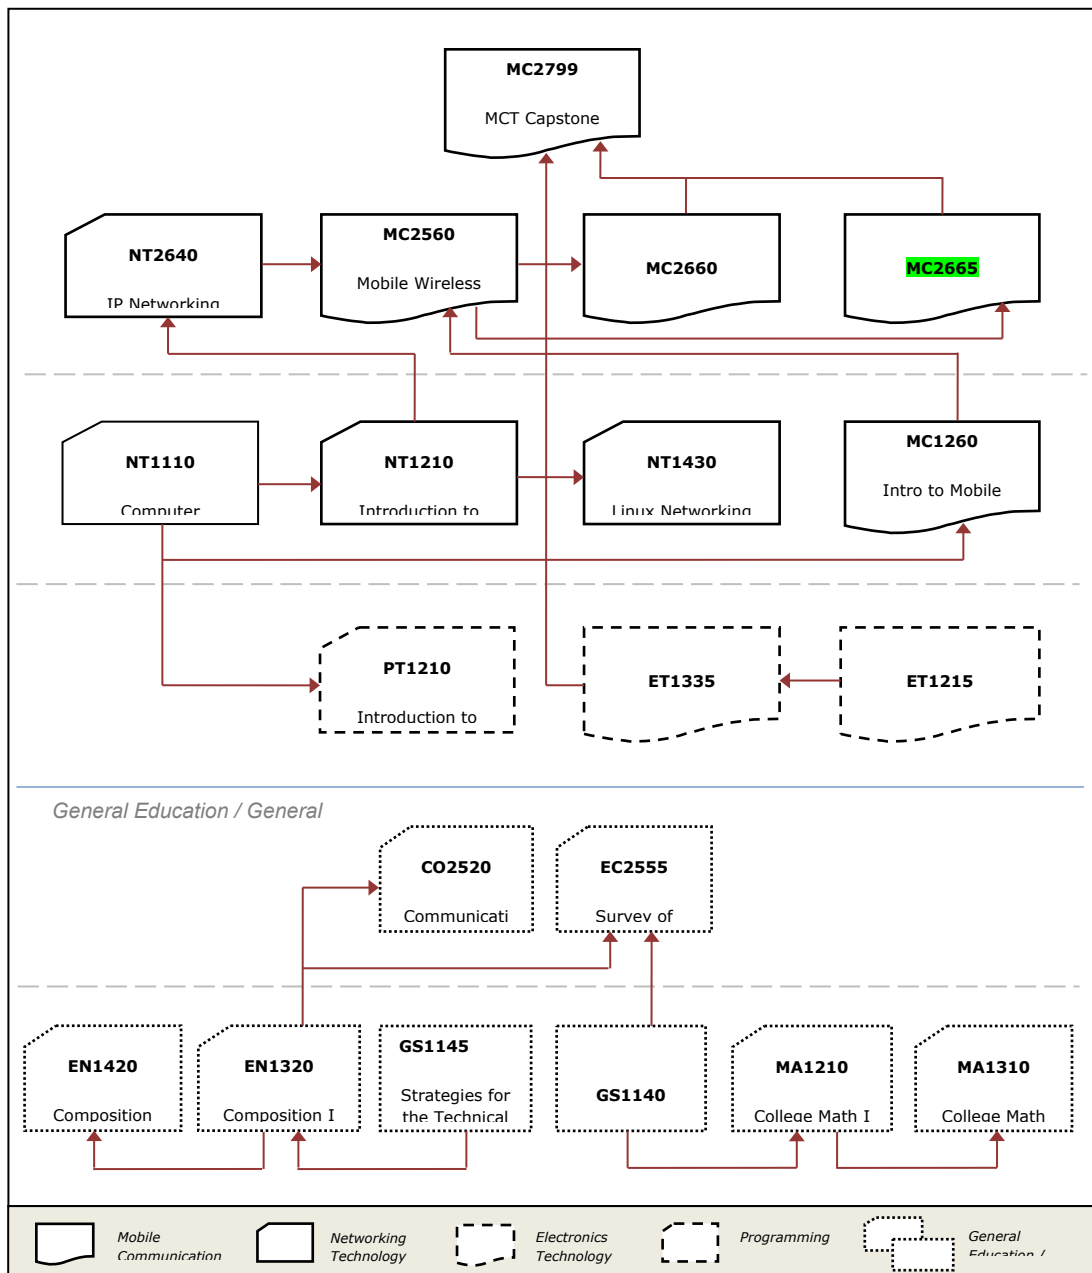 MC2799
MCT Capstone
NT2640
IP Networking
MC2560
Mobile Wireless
MC2660
MC2665
NT1110
Computer
NT1210
Introduction to
NT1430
Linux Networking
MC1260
Intro to Mobile
PT1210
Introduction to
ET1335
ET1215
General Education / General
CO2520
Communicati
EC2555
Survey of
EN1420
Composition
EN1320
Composition I
GS1145
Strategies for
the Technical
GS1140
MA1210
College Math I
MA1310
College Math
Mobile
Communication
Networking
Technology
Electronics
Technology
Programming
General
Education /